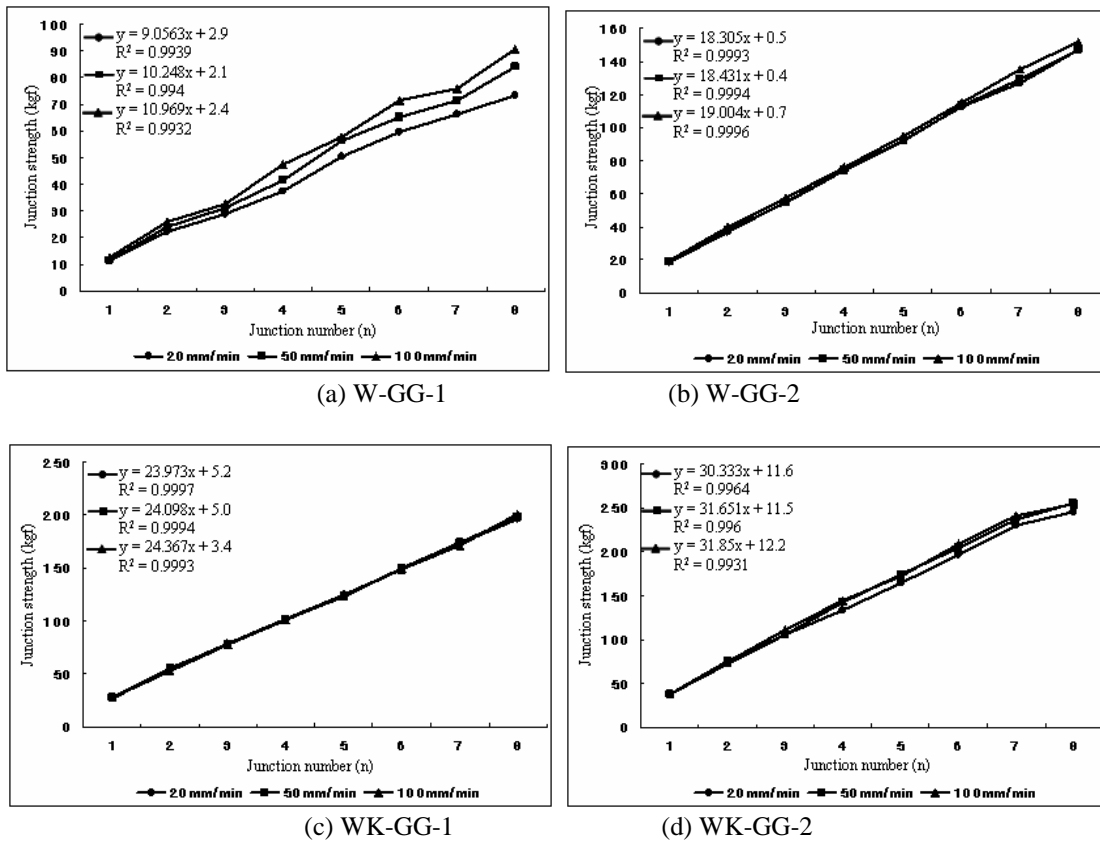 y = 9.0563x + 2.9
R² = 0.9939
y = 10.248x + 2.1
R² = 0.994
y = 10.969x + 2.4
R² = 0.9932
Junction strength (kgf)
100
90
80
70
60
50
40
30
20
10
0
1 2 3 4 5 6 7 8
Junction number (n)
20 mm/min 50 mm/min 100mm/min
(a) W-GG-1
y = 18.305x + 0.5
R² = 0.9993
y = 18.431x + 0.4
R² = 0.9994
y = 19.004x + 0.7
R² = 0.9996
Junction strength (kgf)
160
140
120
100
80
60
40
20
0
1 2 3 4 5 6 7 8
Junction number (n)
20 mm/min 50 mm/min 100mm/min
(b) W-GG-2
y = 23.973x + 5.2
R² = 0.9997
y = 24.098x + 5.0
R² = 0.9994
y = 24.367x + 3.4
R² = 0.9993
Junction strength (kgf)
250
200
150
100
50
0
1 2 3 4 5 6 7 8
Junction number (n)
20 mm/min 50 mm/min 100mm/min
(c) WK-GG-1
y = 30.333x + 11.6
R² = 0.9964
y = 31.651x + 11.5
R² = 0.996
y = 31.85x + 12.2
R² = 0.9931
Junction strength (kgf)
300
250
200
150
100
50
0
1 2 3 4 5 6 7 8
Junction number (n)
20 mm/min 50 mm/min 100mm/min
(d) WK-GG-2